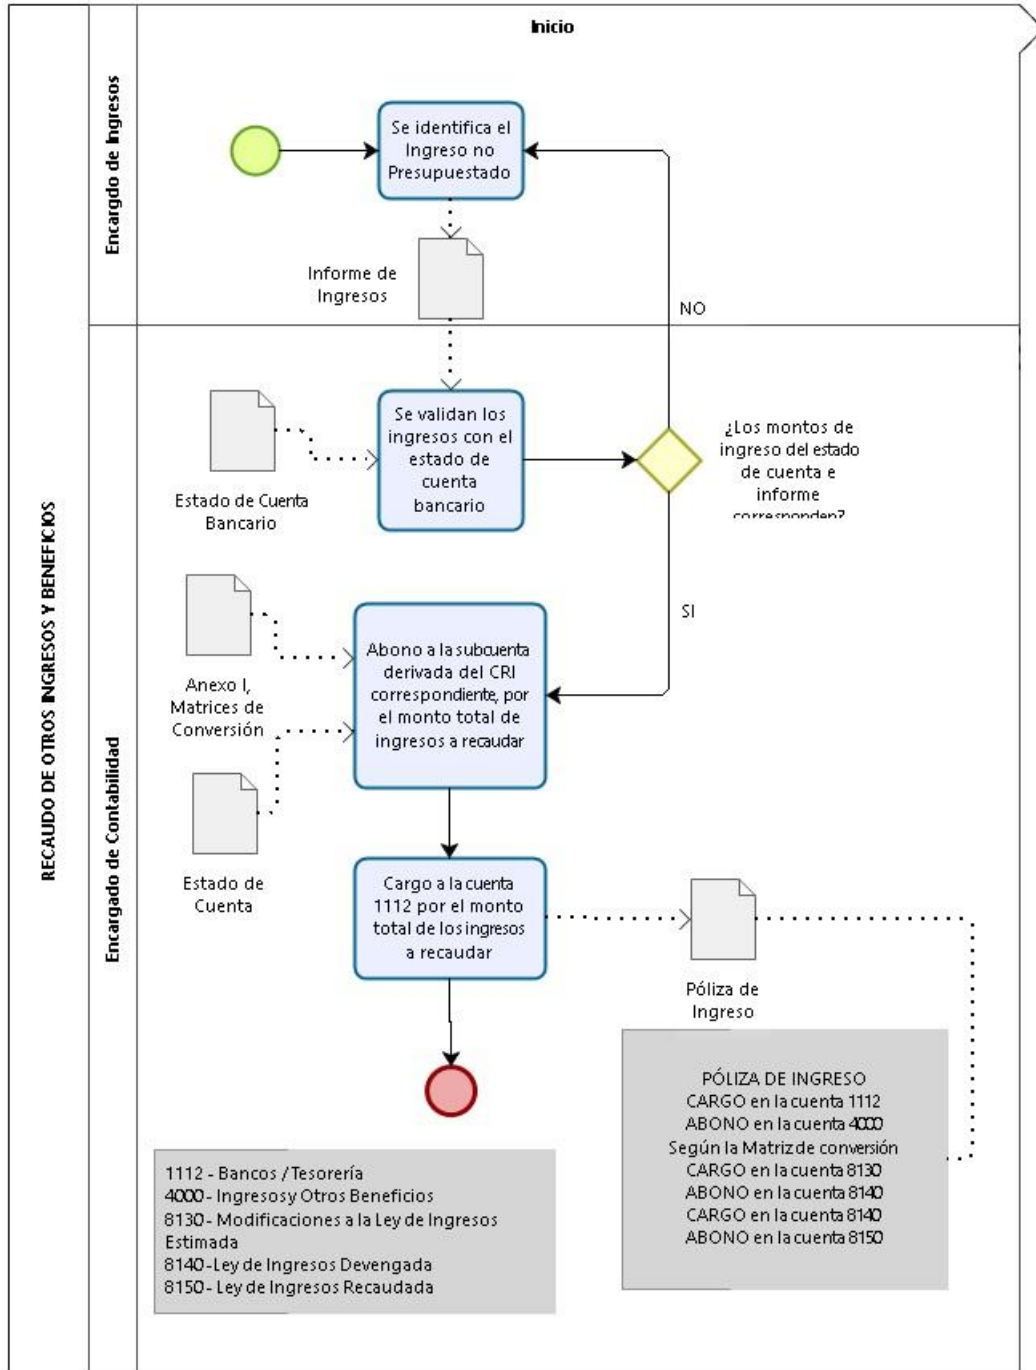 Inicio
RECAUDO DE OTROS INGRESOS Y BENEFICIOS
Encargdo de Ingresos
Se identifica el
Ingreso no
Presupuestado
Informe de
Ingresos
NO
Encargado de Contabilidad
Se validan los
ingresos con el
estado de
cuenta
bancario
¿Los montos de
ingreso del estado
de cuenta e
informe
corresponden?
Estado de Cuenta
Bancario
SI
Anexo I,
Matrices de
Conversión
Abono a la subcuenta
derivada del CRI
correspondiente, por
el monto total de
ingresos a recaudar
Estado de
Cuenta
Cargo a la cuenta
1112 por el monto
total de los ingresos
a recaudar
Póliza de
Ingreso
PÓLIZA DE INGRESO
CARGO en la cuenta 1112
ABONO en la cuenta 4000
Según la Matriz de conversión
CARGO en la cuenta 8130
ABONO en la cuenta 8140
CARGO en la cuenta 8140
ABONO en la cuenta 8150
1112 - Bancos / Tesorería
4000 - Ingresos y Otros Beneficios
8130 - Modificaciones a la Ley de Ingresos
Estimada
8140 -Ley de Ingresos Devengada
8150 - Ley de Ingresos Recaudada